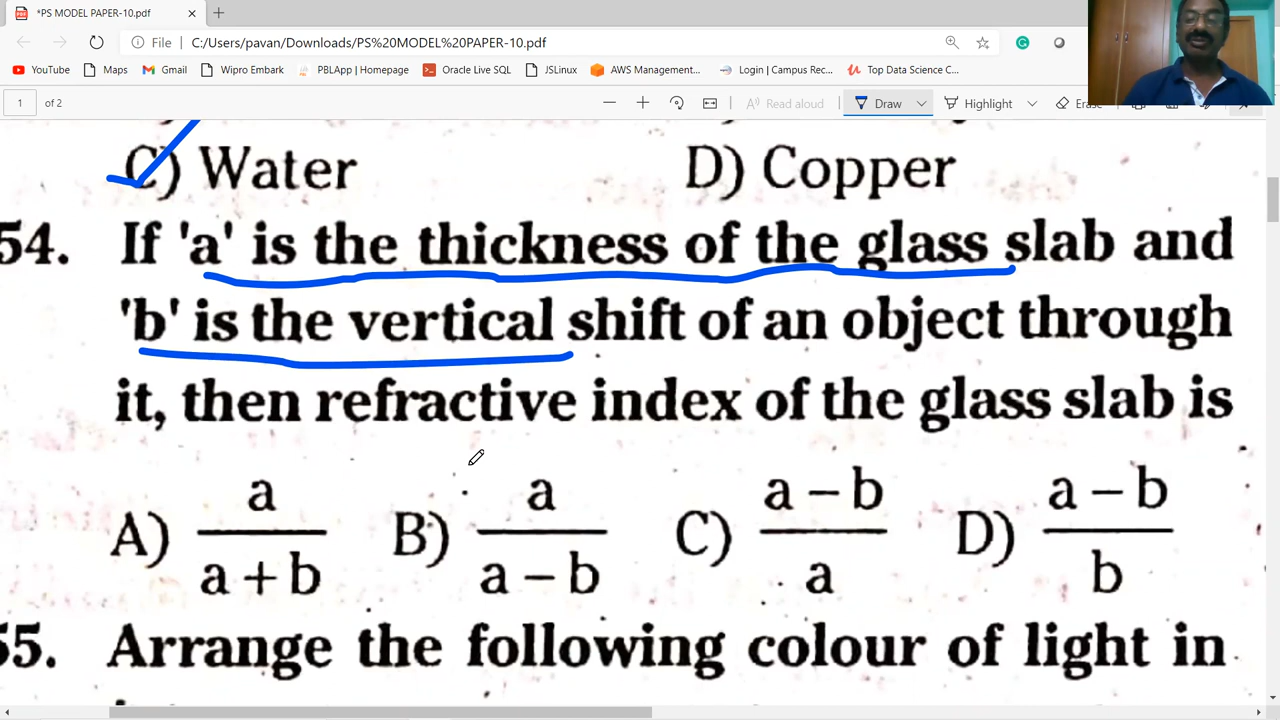 *PS MODEL PAPER-10.pdf
File C:/Users/pavan/Downloads/PS%20MODEL%20PAPER-10.pdf
YouTube Maps Gmail Wipro Embark PBLApp | Homepage Oracle Live SQL JSLinux AWS Management... Login | Campus Rec... Top Data Science C...
1 of 2 Read aloud Draw Highlight Erase
C) Water D) Copper
54. If 'a' is the thickness of the glass slab and
'b' is the vertical shift of an object through
it, then refractive index of the glass slab is
A) a / a + b B) a / a – b C) a – b / a D) a – b / b
55. Arrange the following colour of light in